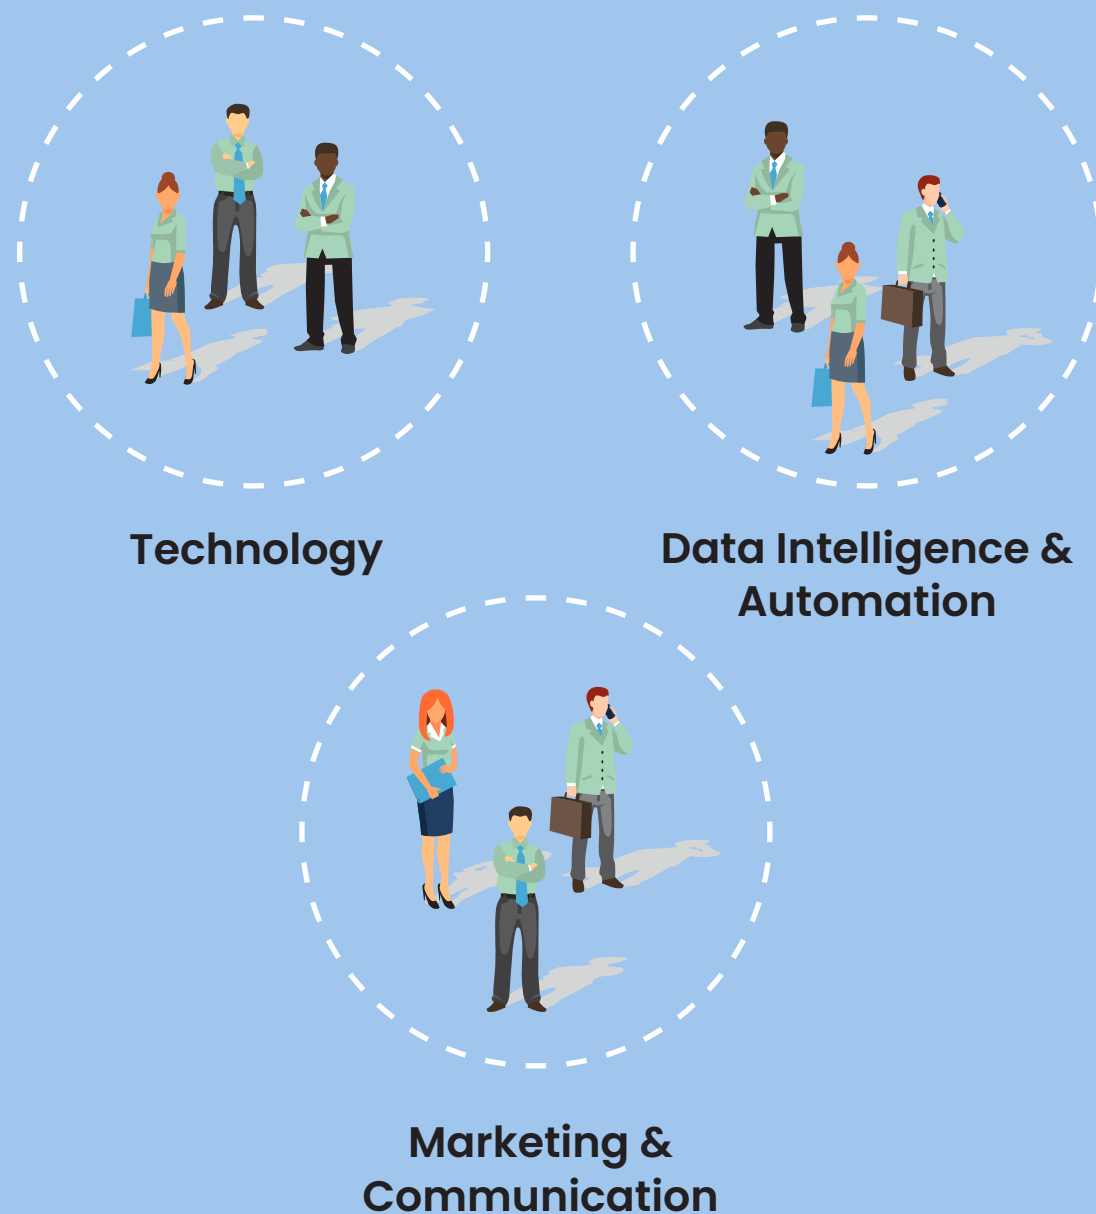 Technology
Data Intelligence &
Automation
Marketing &
Communication